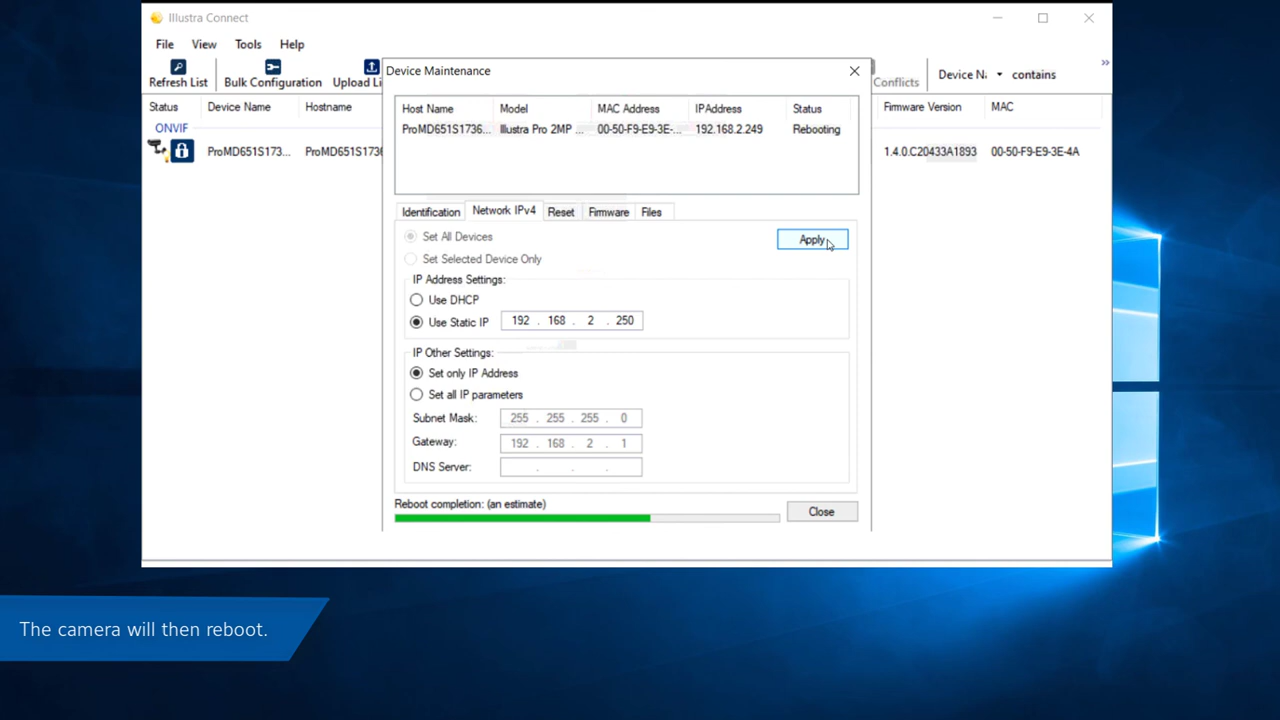 Illustra Connect
File View Tools Help
Refresh List Bulk Configuration Upload Li Conflicts Device Na contains »
Status Device Name Hostname Firmware Version MAC
ONVIF
ProMD651S173... ProMD651S1736 1.4.0.C20433A1893 00-50-F9-E9-3E-4A
Device Maintenance
Host Name Model MAC Address IPAddress Status
ProMD651S1736... Illustra Pro 2MP ... 00-50-F9-E9-3E-... 192.168.2.249 Rebooting
Identification Network IPv4 Reset Firmware Files
Set All Devices Apply
Set Selected Device Only
IP Address Settings:
Use DHCP
Use Static IP 192 . 168 . 2 . 250
IP Other Settings:
Set only IP Address
Set all IP parameters
Subnet Mask: 255 . 255 . 255 . 0
Gateway: 192 . 168 . 2 . 1
DNS Server: . . .
Reboot completion: (an estimate)
Close
The camera will then reboot.